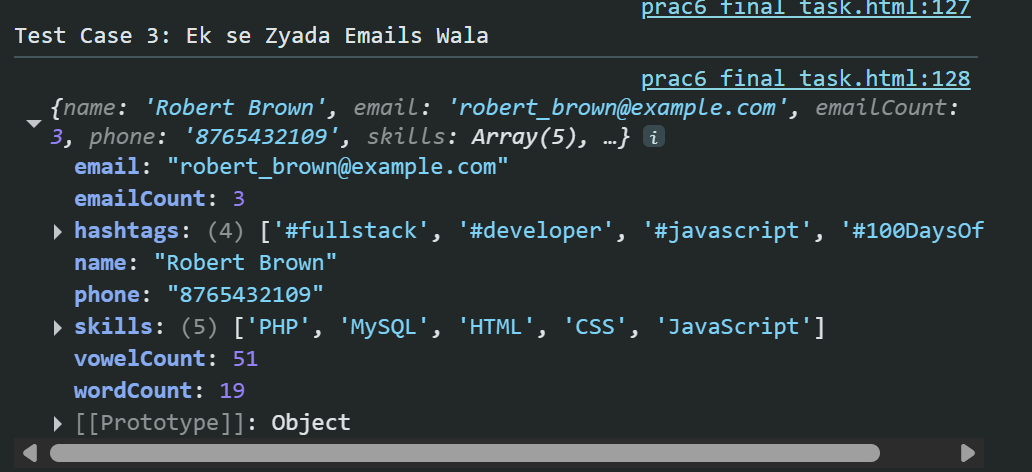 prac6 final task.html:127
Test Case 3: Ek se Zyada Emails Wala
prac6 final task.html:128
{name: 'Robert Brown', email: 'robert_brown@example.com', emailCount:
3, phone: '8765432109', skills: Array(5), …} i
email: "robert_brown@example.com"
emailCount: 3
hashtags: (4) ['#fullstack', '#developer', '#javascript', '#100DaysOf
name: "Robert Brown"
phone: "8765432109"
skills: (5) ['PHP', 'MySQL', 'HTML', 'CSS', 'JavaScript']
vowelCount: 51
wordCount: 19
[[Prototype]]: Object